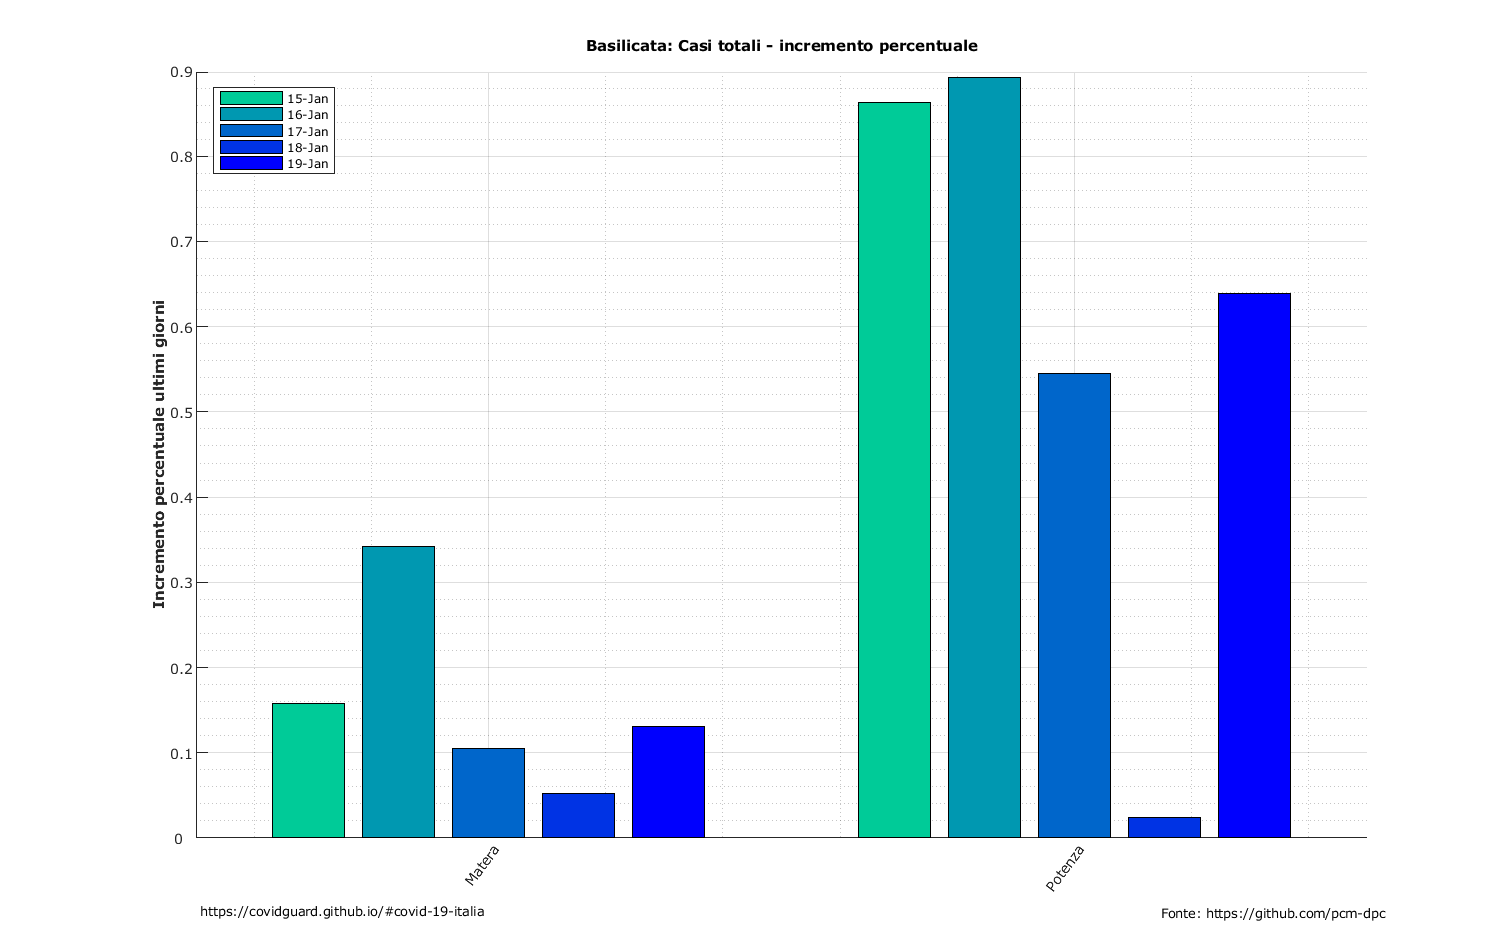 Basilicata: Casi totali - incremento percentuale
Incremento percentuale ultimi giorni
0.9
0.8
0.7
0.6
0.5
0.4
0.3
0.2
0.1
0
15-Jan
16-Jan
17-Jan
18-Jan
19-Jan
Matera
Potenza
https://covidguard.github.io/#covid-19-italia
Fonte: https://github.com/pcm-dpc